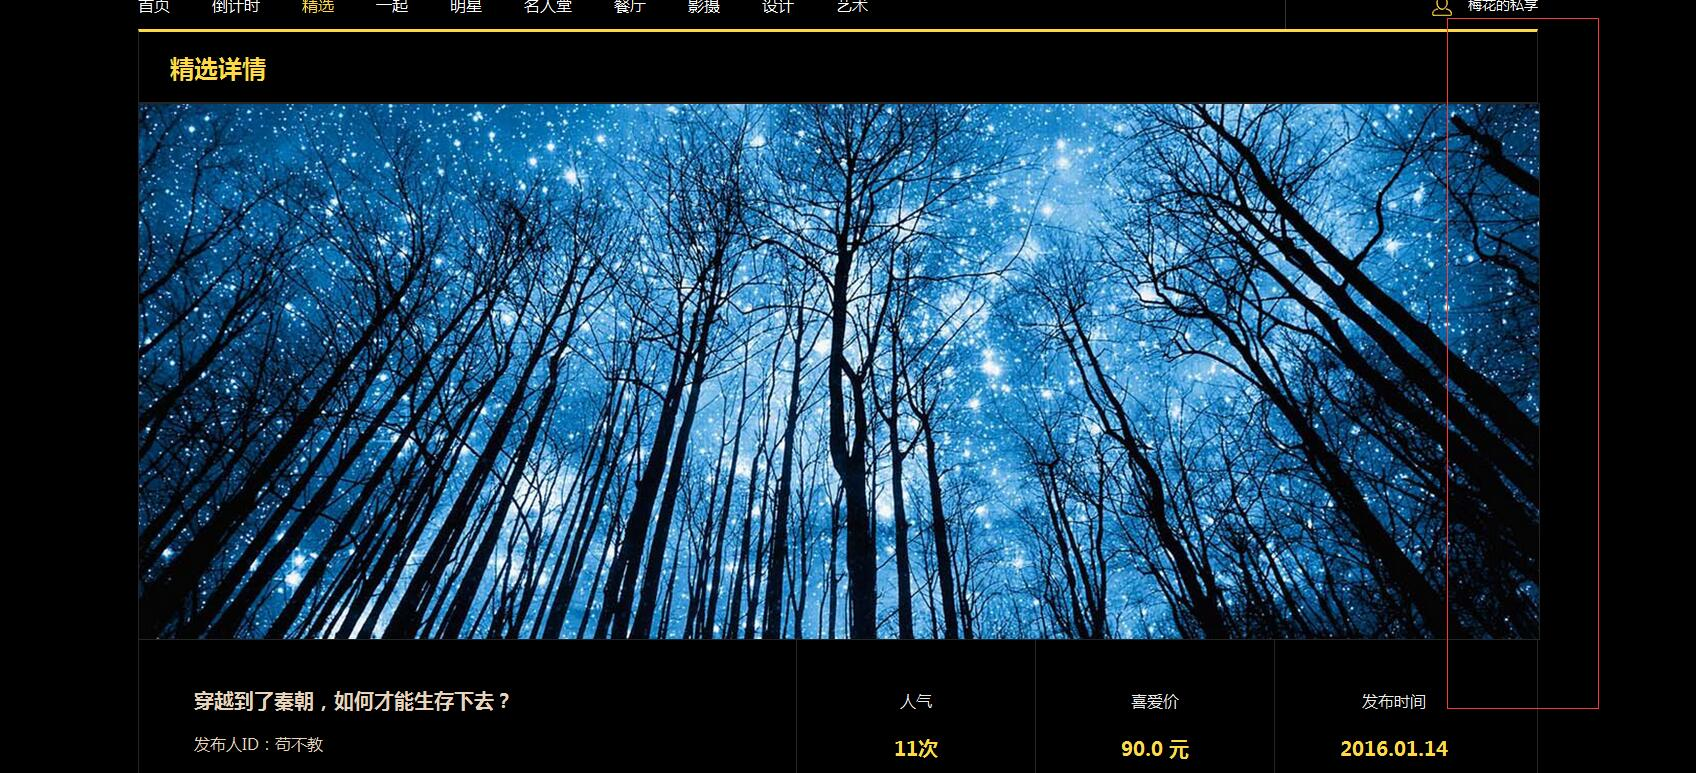 首页 倒计时 精选 一起 明星 名人堂 餐厅 影摄 设计 艺术 梅花的私享
精选详情
穿越到了秦朝，如何才能生存下去？
人气 喜爱价 发布时间
发布人ID：苟不教
11次 90.0 元 2016.01.14